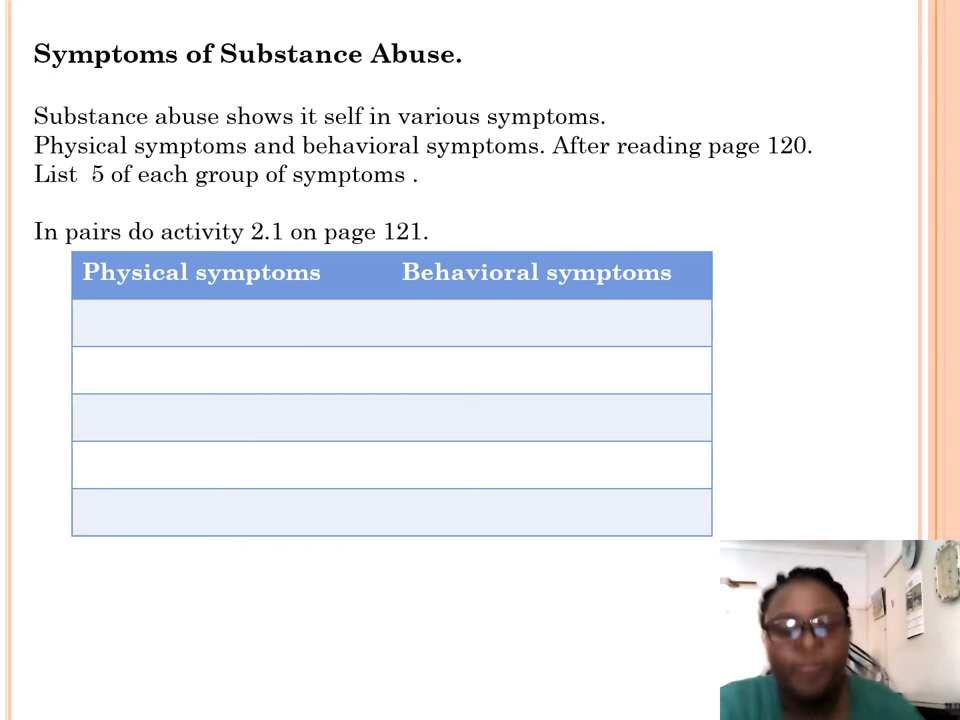 Symptoms of Substance Abuse.
Substance abuse shows it self in various symptoms.
Physical symptoms and behavioral symptoms. After reading page 120.
List 5 of each group of symptoms .
In pairs do activity 2.1 on page 121.
Physical symptoms Behavioral symptoms